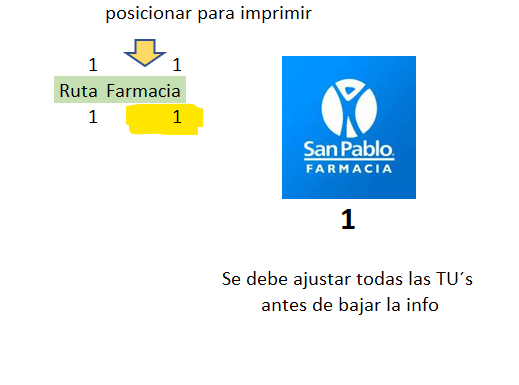 posicionar para imprimir
1 1
Ruta Farmacia
1 1
San Pablo
FARMACIA
1
Se debe ajustar todas las TU´s
antes de bajar la info